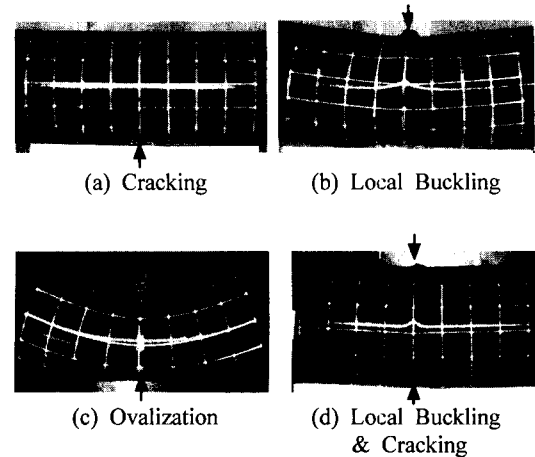 (a) Cracking
(b) Local Buckling
(c) Ovalization
(d) Local Buckling
& Cracking